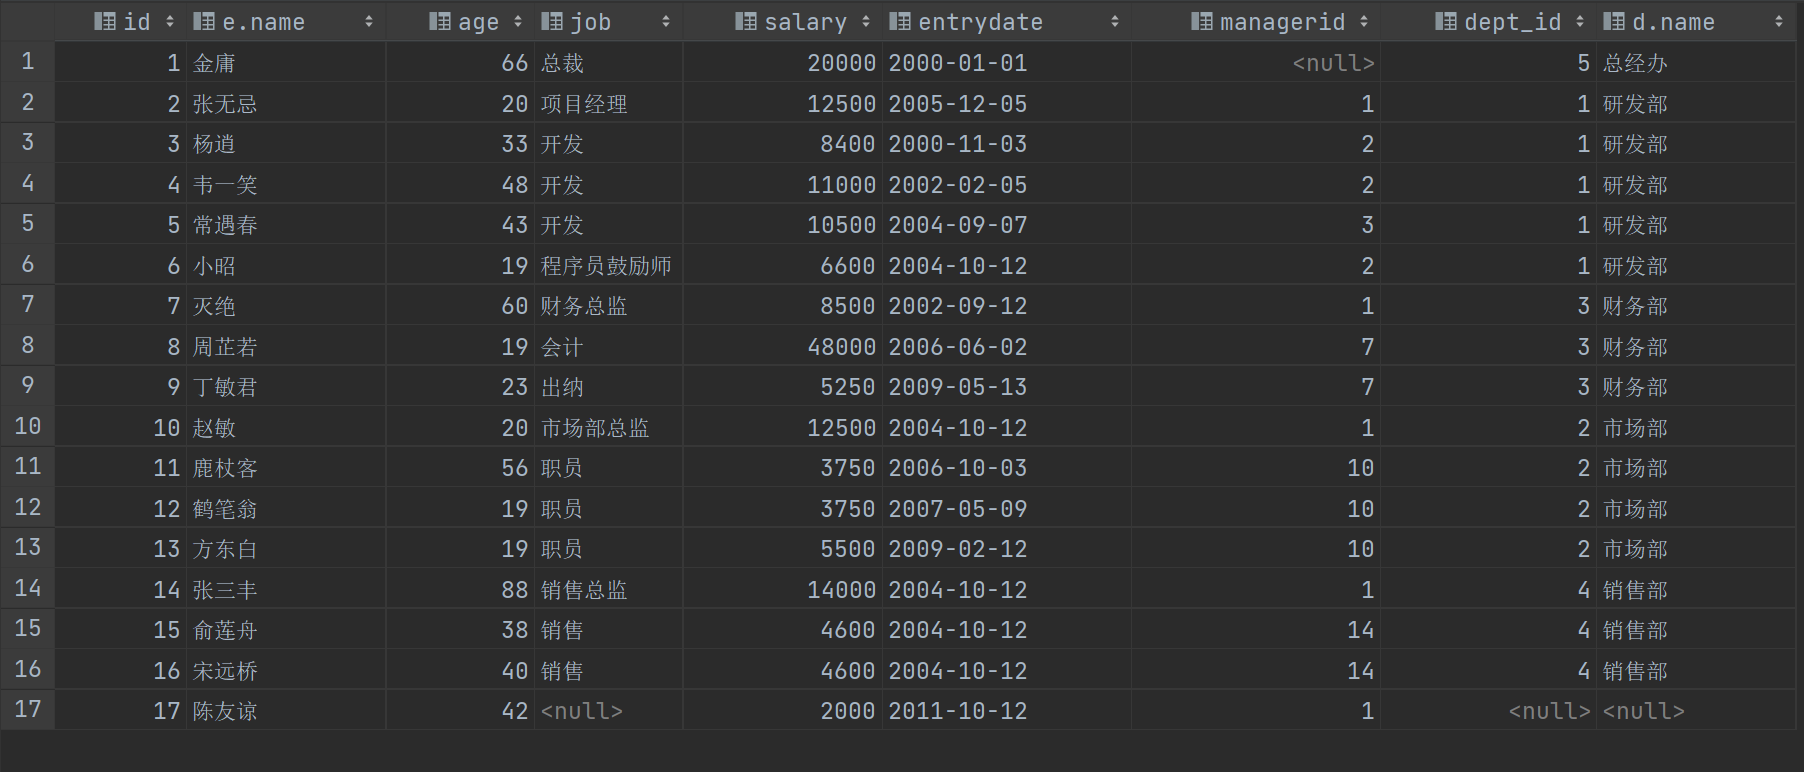 id e.name age job salary entrydate managerid dept_id d.name
1 1 金庸 66 总裁 20000 2000-01-01 <null> 5 总经办
2 2 张无忌 20 项目经理 12500 2005-12-05 1 1 研发部
3 3 杨逍 33 开发 8400 2000-11-03 2 1 研发部
4 4 韦一笑 48 开发 11000 2002-02-05 2 1 研发部
5 5 常遇春 43 开发 10500 2004-09-07 3 1 研发部
6 6 小昭 19 程序员鼓励师 6600 2004-10-12 2 1 研发部
7 7 灭绝 60 财务总监 8500 2002-09-12 1 3 财务部
8 8 周芷若 19 会计 48000 2006-06-02 7 3 财务部
9 9 丁敏君 23 出纳 5250 2009-05-13 7 3 财务部
10 10 赵敏 20 市场部总监 12500 2004-10-12 1 2 市场部
11 11 鹿杖客 56 职员 3750 2006-10-03 10 2 市场部
12 12 鹤笔翁 19 职员 3750 2007-05-09 10 2 市场部
13 13 方东白 19 职员 5500 2009-02-12 10 2 市场部
14 14 张三丰 88 销售总监 14000 2004-10-12 1 4 销售部
15 15 俞莲舟 38 销售 4600 2004-10-12 14 4 销售部
16 16 宋远桥 40 销售 4600 2004-10-12 14 4 销售部
17 17 陈友谅 42 <null> 2000 2011-10-12 1 <null> <null>